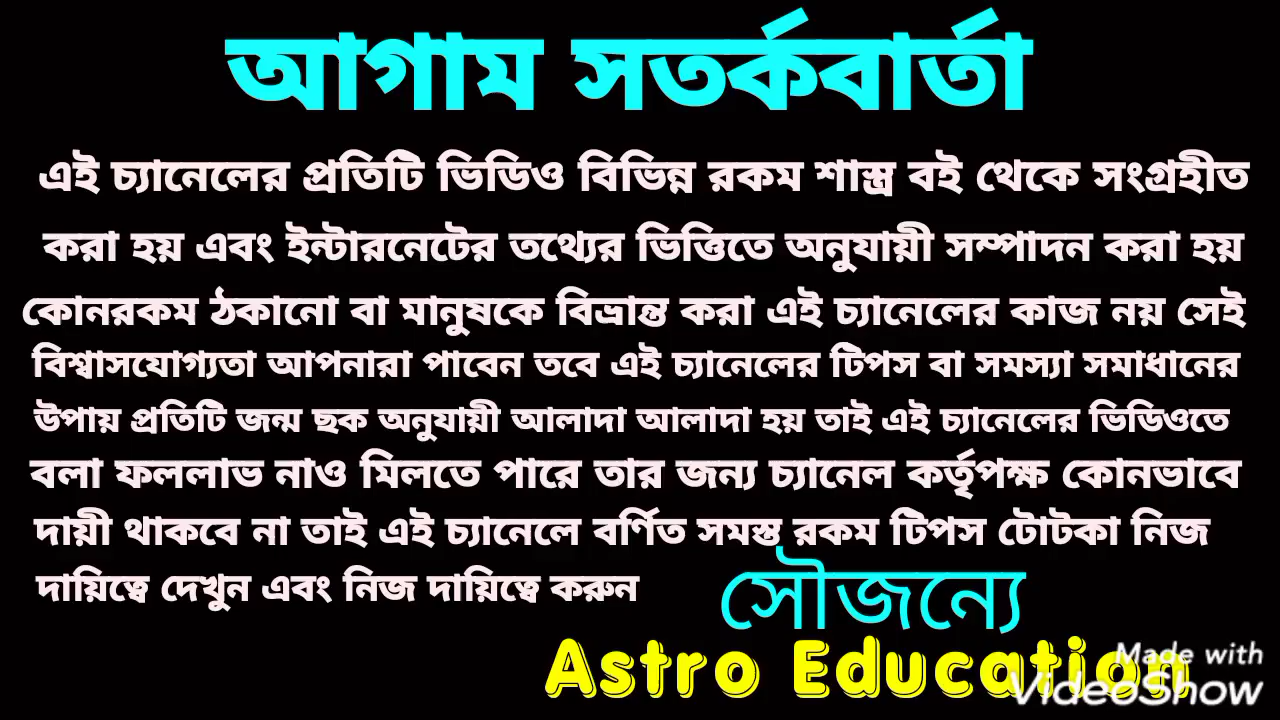 আগাম সতর্কবার্তা
এই চ্যানেলের প্রতিটি ভিডিও বিভিন্ন রকম শাস্ত্র বই থেকে সংগ্রহীত
করা হয় এবং ইন্টারনেটের তথ্যের ভিত্তিতে অনুযায়ী সম্পাদন করা হয়
কোনরকম ঠকানো বা মানুষকে বিভ্রান্ত করা এই চ্যানেলের কাজ নয় সেই
বিশ্বাসযোগ্যতা আপনারা পাবেন তবে এই চ্যানেলের টিপস বা সমস্যা সমাধানের
উপায় প্রতিটি জন্ম ছক অনুযায়ী আলাদা আলাদা হয় তাই এই চ্যানেলের ভিডিওতে
বলা ফললাভ নাও মিলতে পারে তার জন্য চ্যানেল কর্তৃপক্ষ কোনভাবে
দায়ী থাকবে না তাই এই চ্যানেলে বর্ণিত সমস্ত রকম টিপস টোটকা নিজ
দায়িত্বে দেখুন এবং নিজ দায়িত্বে করুন
সৌজন্যে
Astro Education
Made with
VideoShow